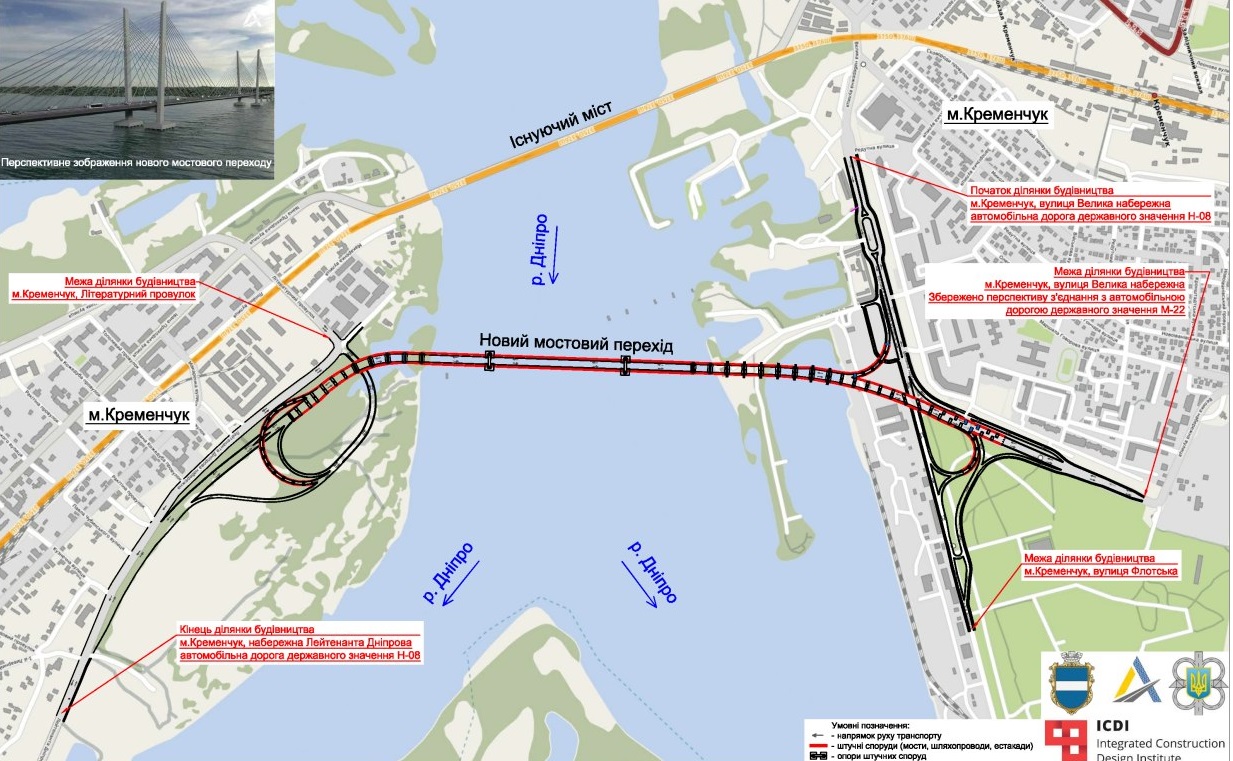 Перспективне зображення нового мостового переходу
Існуючий міст
м.Кременчук
Кременчук
Початок ділянки будівництва
м.Кременчук, вулиця Велика набережна
автомобільна дорога державного значення Н-08
р. Дніпро
Межа ділянки будівництва
м.Кременчук, вулиця Велика набережна
Збережено перспективу з'єднання з автомобільною
дорогою державного значення М-22
Межа ділянки будівництва
м.Кременчук, Літературний провулок
Новий мостовий перехід
м.Кременчук
р. Дніпро
р. Дніпро
Межа ділянки будівництва
м.Кременчук, вулиця Флотська
Кінець ділянки будівництва
м.Кременчук, набережна Лейтенанта Дніпрова
автомобільна дорога державного значення Н-08
Умовні позначення:
- напрямок руху транспорту
- штучні споруди (мости, шляхопроводи, естакади)
- опори штучних споруд
ICDI
Integrated Construction
Design Institute